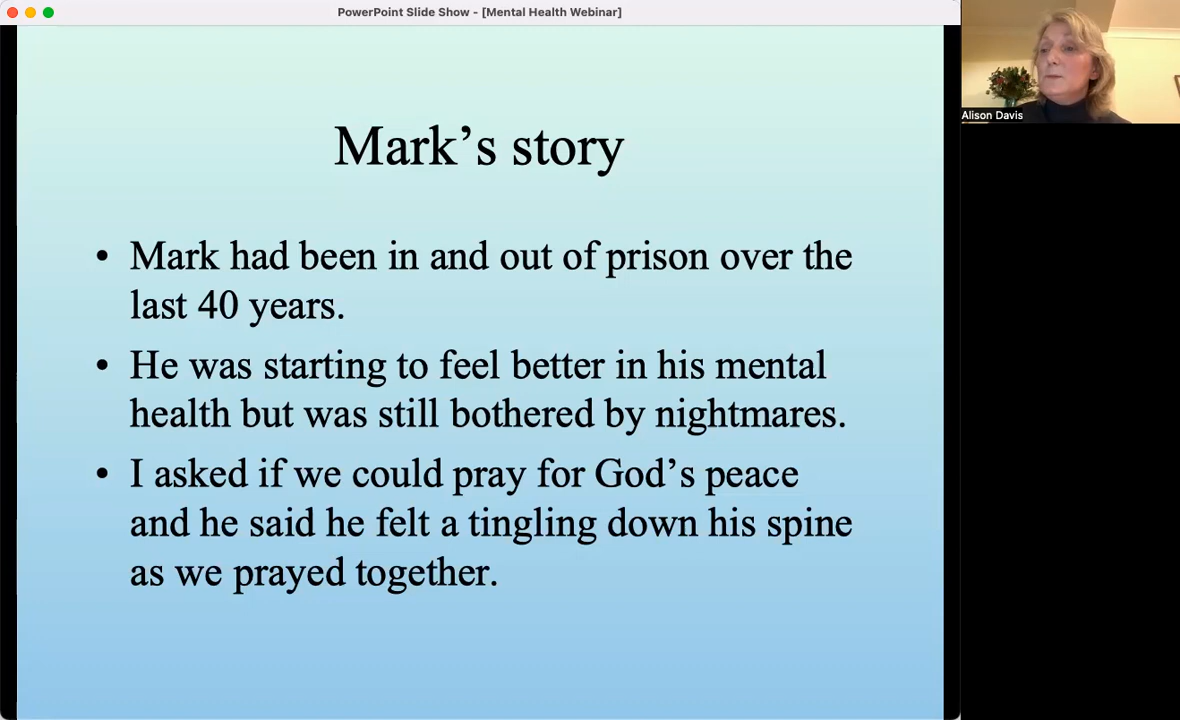 PowerPoint Slide Show - [Mental Health Webinar]
Mark’s story
• Mark had been in and out of prison over the
last 40 years.
• He was starting to feel better in his mental
health but was still bothered by nightmares.
• I asked if we could pray for God’s peace
and he said he felt a tingling down his spine
as we prayed together.
Alison Davis